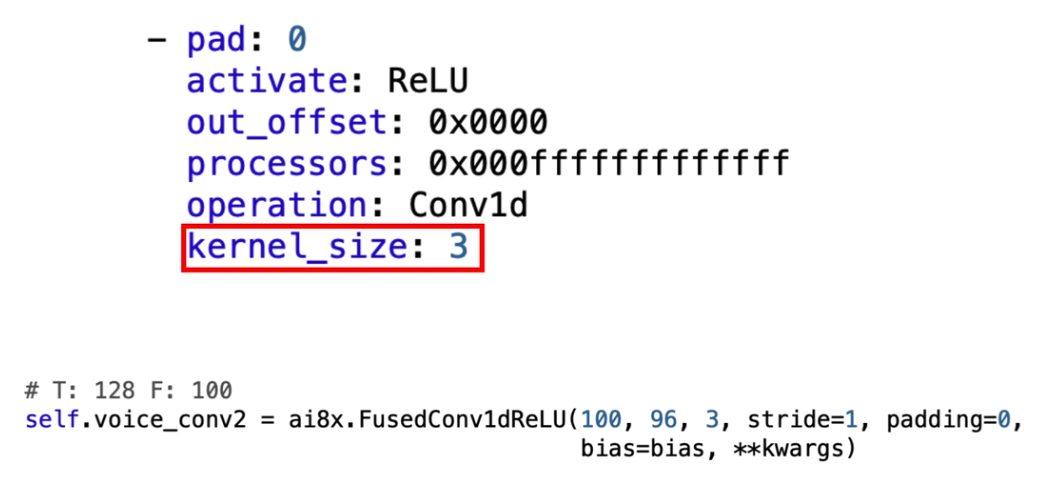 - pad: 0
activate: ReLU
out_offset: 0x0000
processors: 0x000fffffffffffff
operation: Conv1d
kernel_size: 3
# T: 128 F: 100
self.voice_conv2 = ai8x.FusedConv1dReLU(100, 96, 3, stride=1, padding=0,
bias=bias, **kwargs)